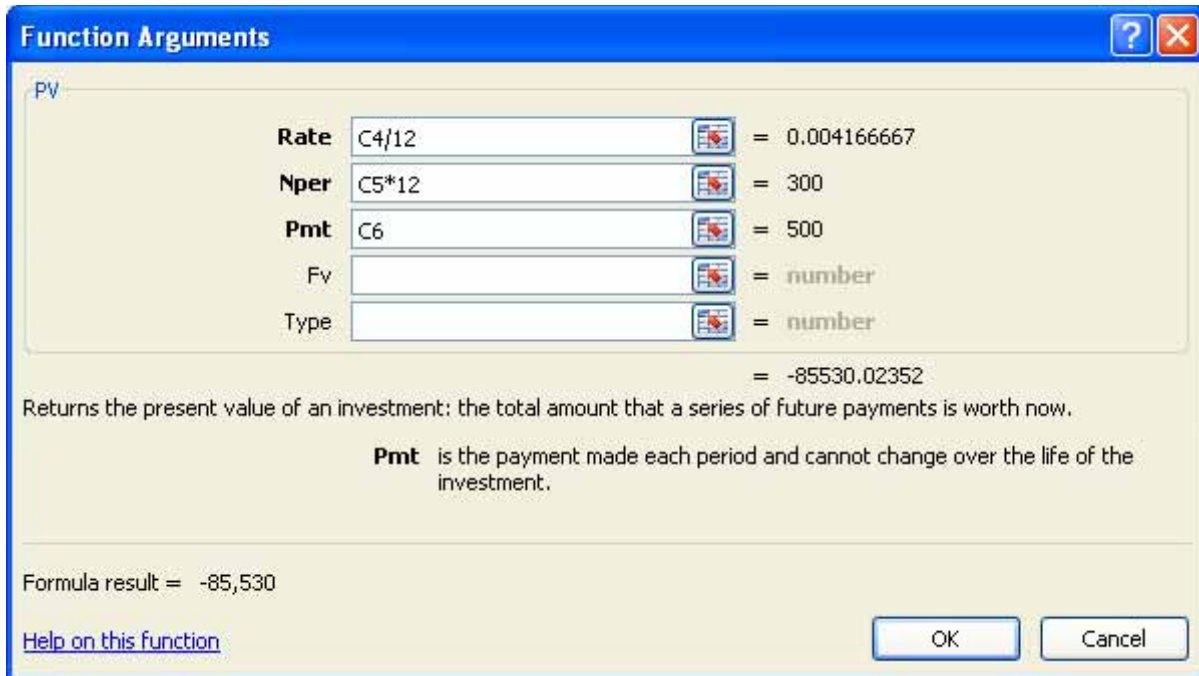 Function Arguments
PV
Rate C4/12 = 0.004166667
Nper C5*12 = 300
Pmt C6 = 500
Fv = number
Type = number
= -85530.02352
Returns the present value of an investment: the total amount that a series of future payments is worth now.
Pmt is the payment made each period and cannot change over the life of the
investment.
Formula result = -85,530
Help on this function OK Cancel